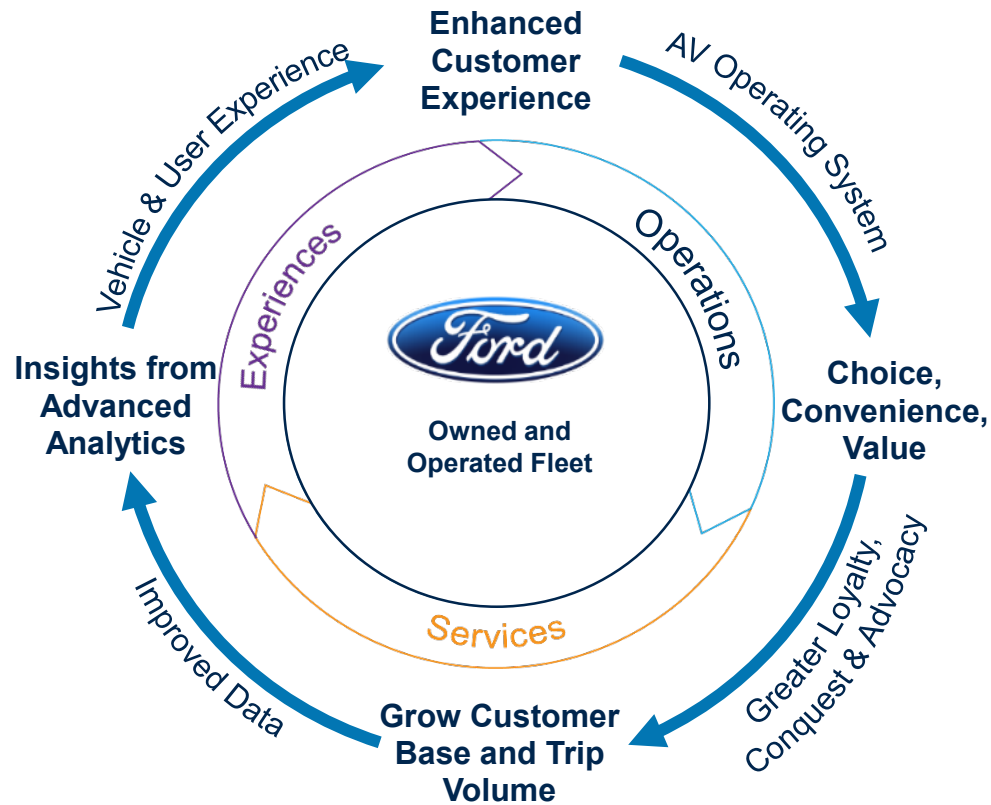 Enhanced
Customer
Experience
AV Operating System
Choice,
Convenience,
Value
Greater Loyalty,
Conquest & Advocacy
Grow Customer
Base and Trip
Volume
Improved Data
Insights from
Advanced
Analytics
Vehicle & User Experience
Experiences
Operations
Services
Ford
Owned and
Operated Fleet